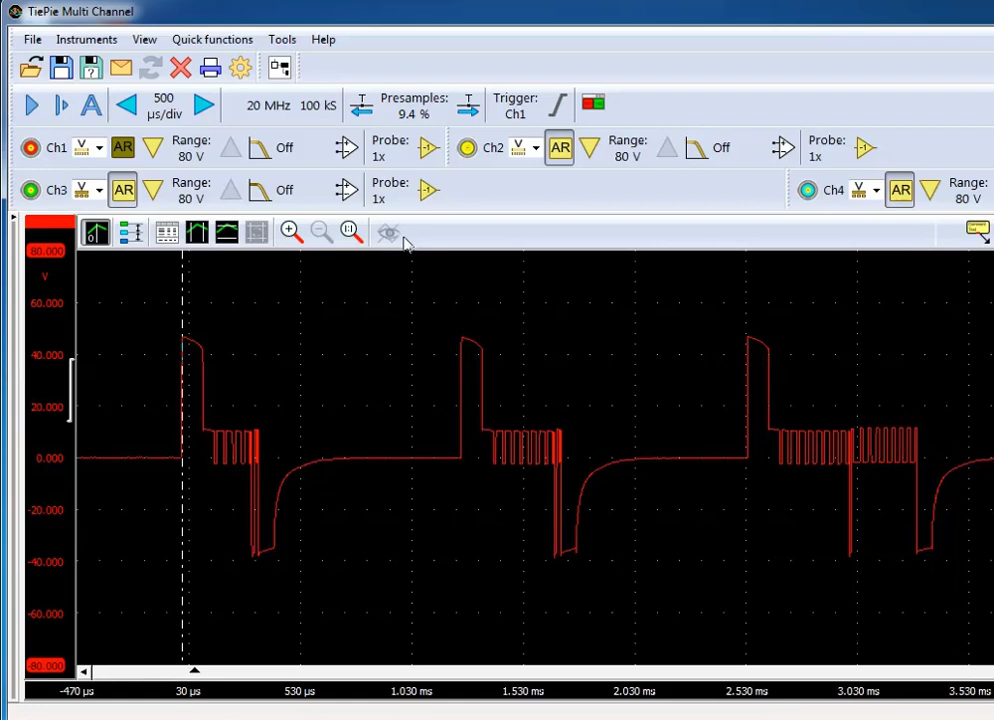 TiePie Multi Channel
File Instruments View Quick functions Tools Help
500 µs/div 20 MHz 100 kS Presamples: 9.4 % Trigger: Ch1
Ch1 V AR Range: 80 V Off Probe: 1x -1 Ch2 V AR Range: 80 V Off Probe: 1x -1
Ch3 V AR Range: 80 V Off Probe: 1x -1 Ch4 V AR Range: 80 V
80.000
V
60.000
40.000
20.000
0.000
-20.000
-40.000
-60.000
-80.000
-470 µs 30 µs 530 µs 1.030 ms 1.530 ms 2.030 ms 2.530 ms 3.030 ms 3.530 ms